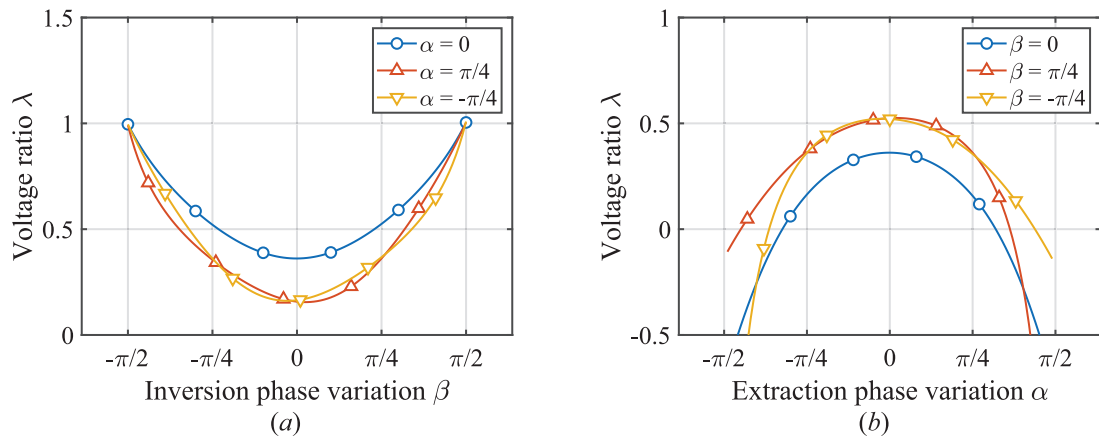 1.5
1
0.5
0
-π/2
-π/4
0
π/4
π/2
Voltage ratio λ
Inversion phase variation β
α = 0
α = π/4
α = -π/4
(a)
1
0.5
0
-0.5
-π/2
-π/4
0
π/4
π/2
Voltage ratio λ
Extraction phase variation α
β = 0
β = π/4
β = -π/4
(b)